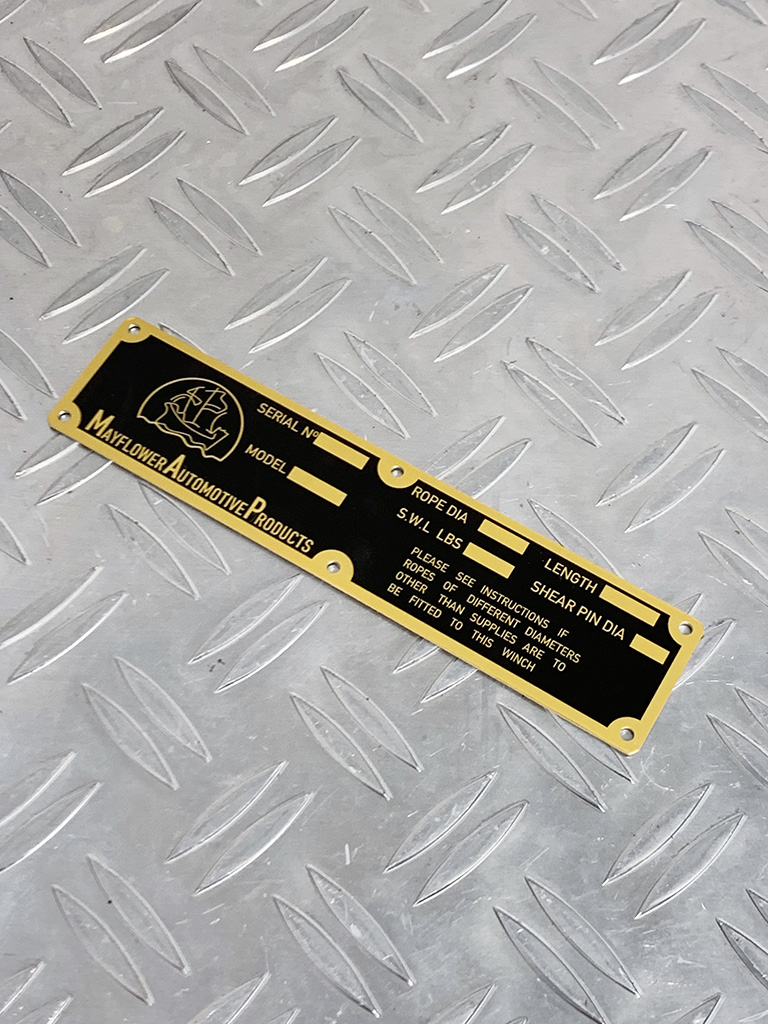 MAYFLOWER AUTOMOTIVE PRODUCTS
SERIAL Nº
MODEL
ROPE DIA
LENGTH
S.W.L LBS
SHEAR PIN DIA
PLEASE SEE INSTRUCTIONS IF
ROPES OF DIFFERENT DIAMETERS
OTHER THAN SUPPLIES ARE TO
BE FITTED TO THIS WINCH